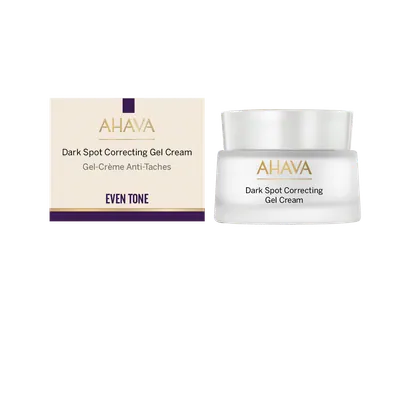 AHAVA
Dark Spot Correcting Gel Cream
Gel-Crème Anti-Taches
EVEN TONE
AHAVA
Dark Spot Correcting
Gel Cream